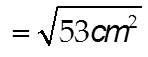 = √53cm²